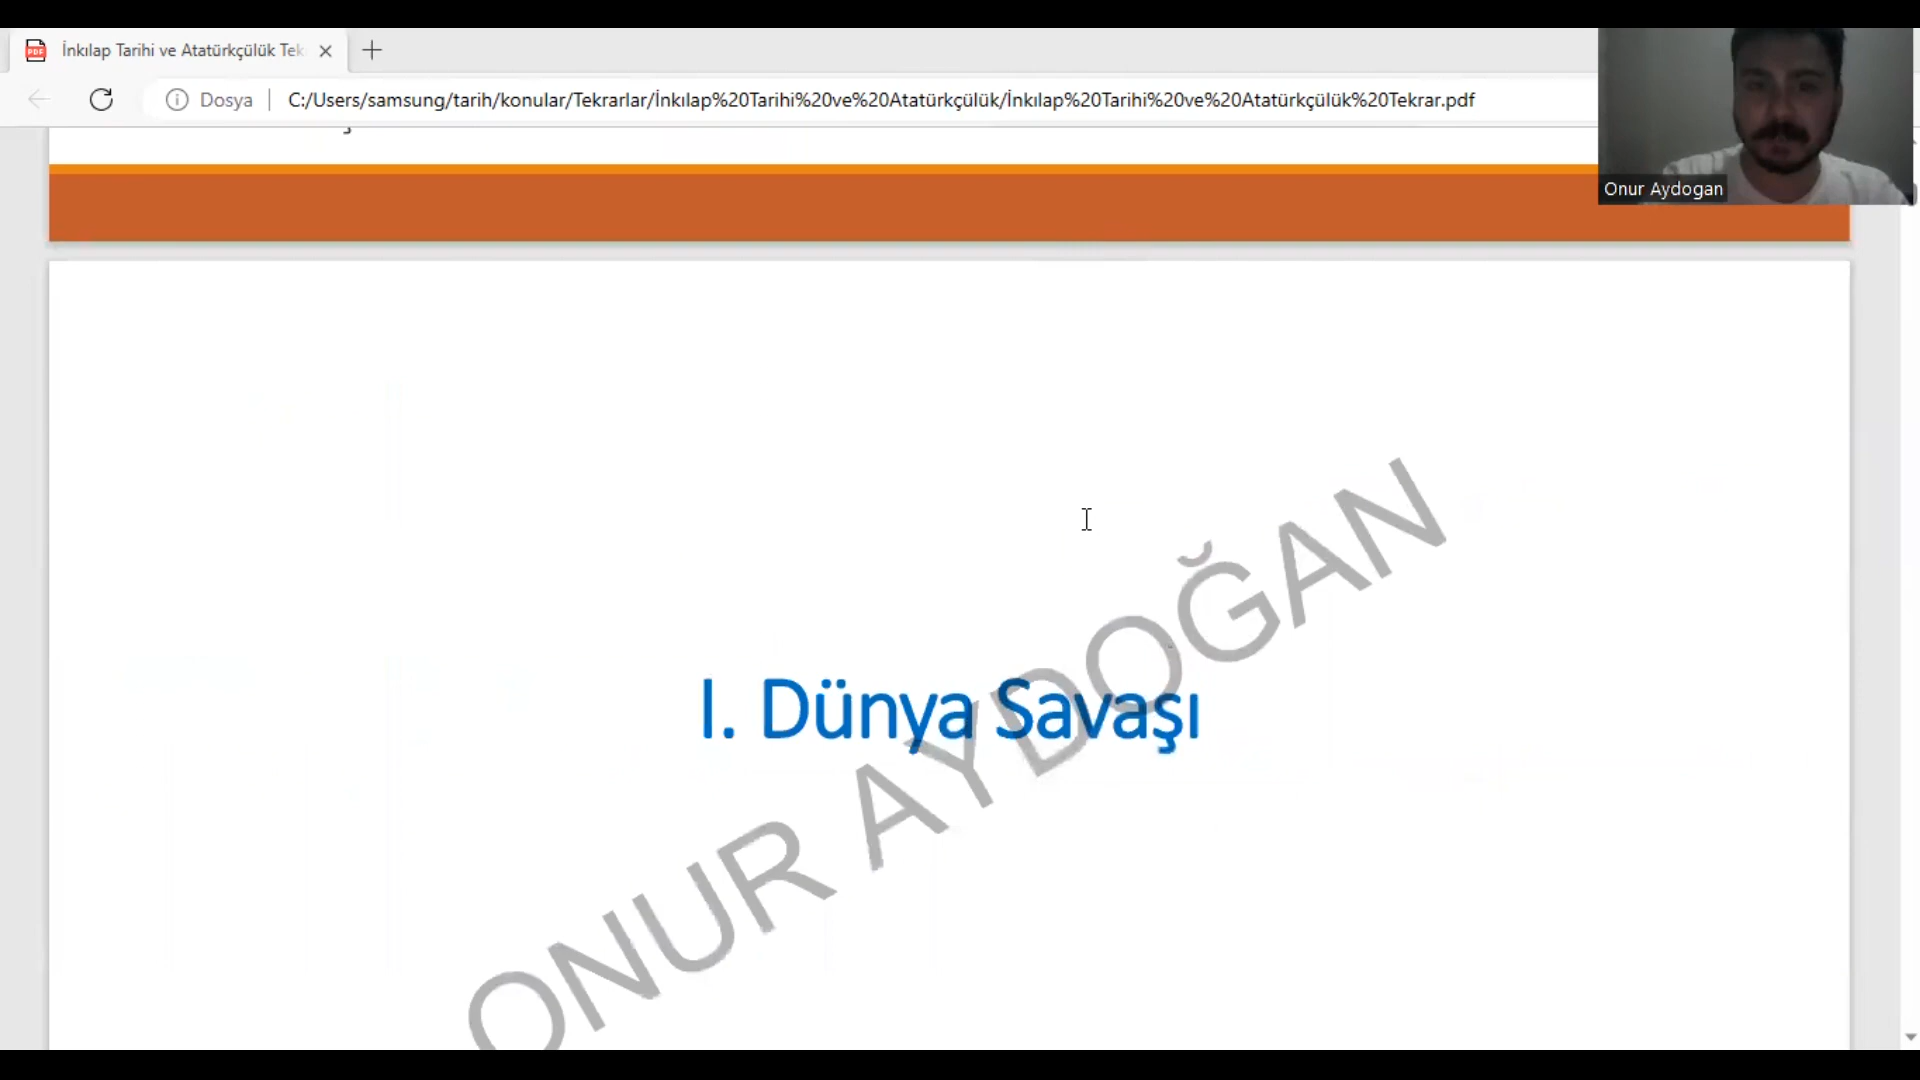 İnkılap Tarihi ve Atatürkçülük Tek
Dosya
C:/Users/samsung/tarih/konular/Tekrarlar/İnkılap%20Tarihi%20ve%20Atatürkçülük/İnkılap%20Tarihi%20ve%20Atatürkçülük%20Tekrar.pdf
Onur Aydogan
I. Dünya Savaşı
ONUR AYDOĞAN